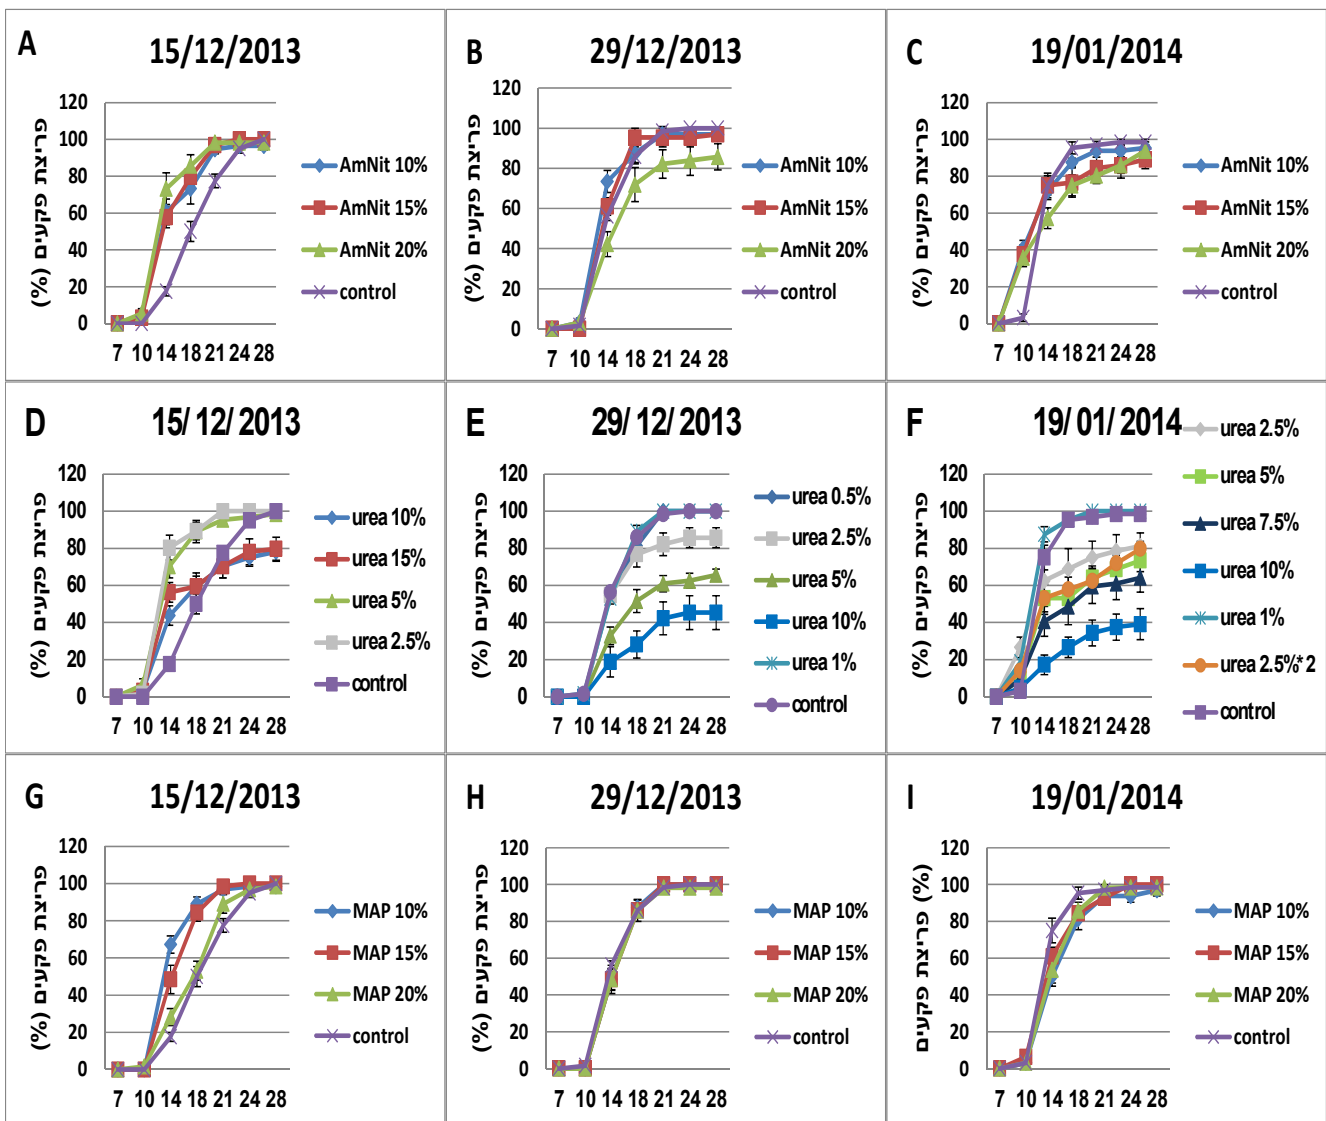 A
15/12/2013
פריצת פקעים (%)
120
100
80
60
40
20
0
7 10 14 18 21 24 28
AmNit 10%
AmNit 15%
AmNit 20%
control
B
29/12/2013
פריצת פקעים (%)
120
100
80
60
40
20
0
7 10 14 18 21 24 28
AmNit 10%
AmNit 15%
AmNit 20%
control
C
19/01/2014
פריצת פקעים (%)
120
100
80
60
40
20
0
7 10 14 18 21 24 28
AmNit 10%
AmNit 15%
AmNit 20%
control
D
15/12/2013
פריצת פקעים (%)
120
100
80
60
40
20
0
7 10 14 18 21 24 28
urea 10%
urea 15%
urea 5%
urea 2.5%
control
E
29/12/2013
פריצת פקעים (%)
120
100
80
60
40
20
0
7 10 14 18 21 24 28
urea 0.5%
urea 2.5%
urea 5%
urea 10%
urea 1%
control
F
19/01/2014
פריצת פקעים (%)
120
100
80
60
40
20
0
7 10 14 18 21 24 28
urea 2.5%
urea 5%
urea 7.5%
urea 10%
urea 1%
urea 2.5%*2
control
G
15/12/2013
פריצת פקעים (%)
120
100
80
60
40
20
0
7 10 14 18 21 24 28
MAP 10%
MAP 15%
MAP 20%
control
H
29/12/2013
פריצת פקעים (%)
120
100
80
60
40
20
0
7 10 14 18 21 24 28
MAP 10%
MAP 15%
MAP 20%
control
I
19/01/2014
פריצת פקעים (%)
120
100
80
60
40
20
0
7 10 14 18 21 24 28
MAP 10%
MAP 15%
MAP 20%
control